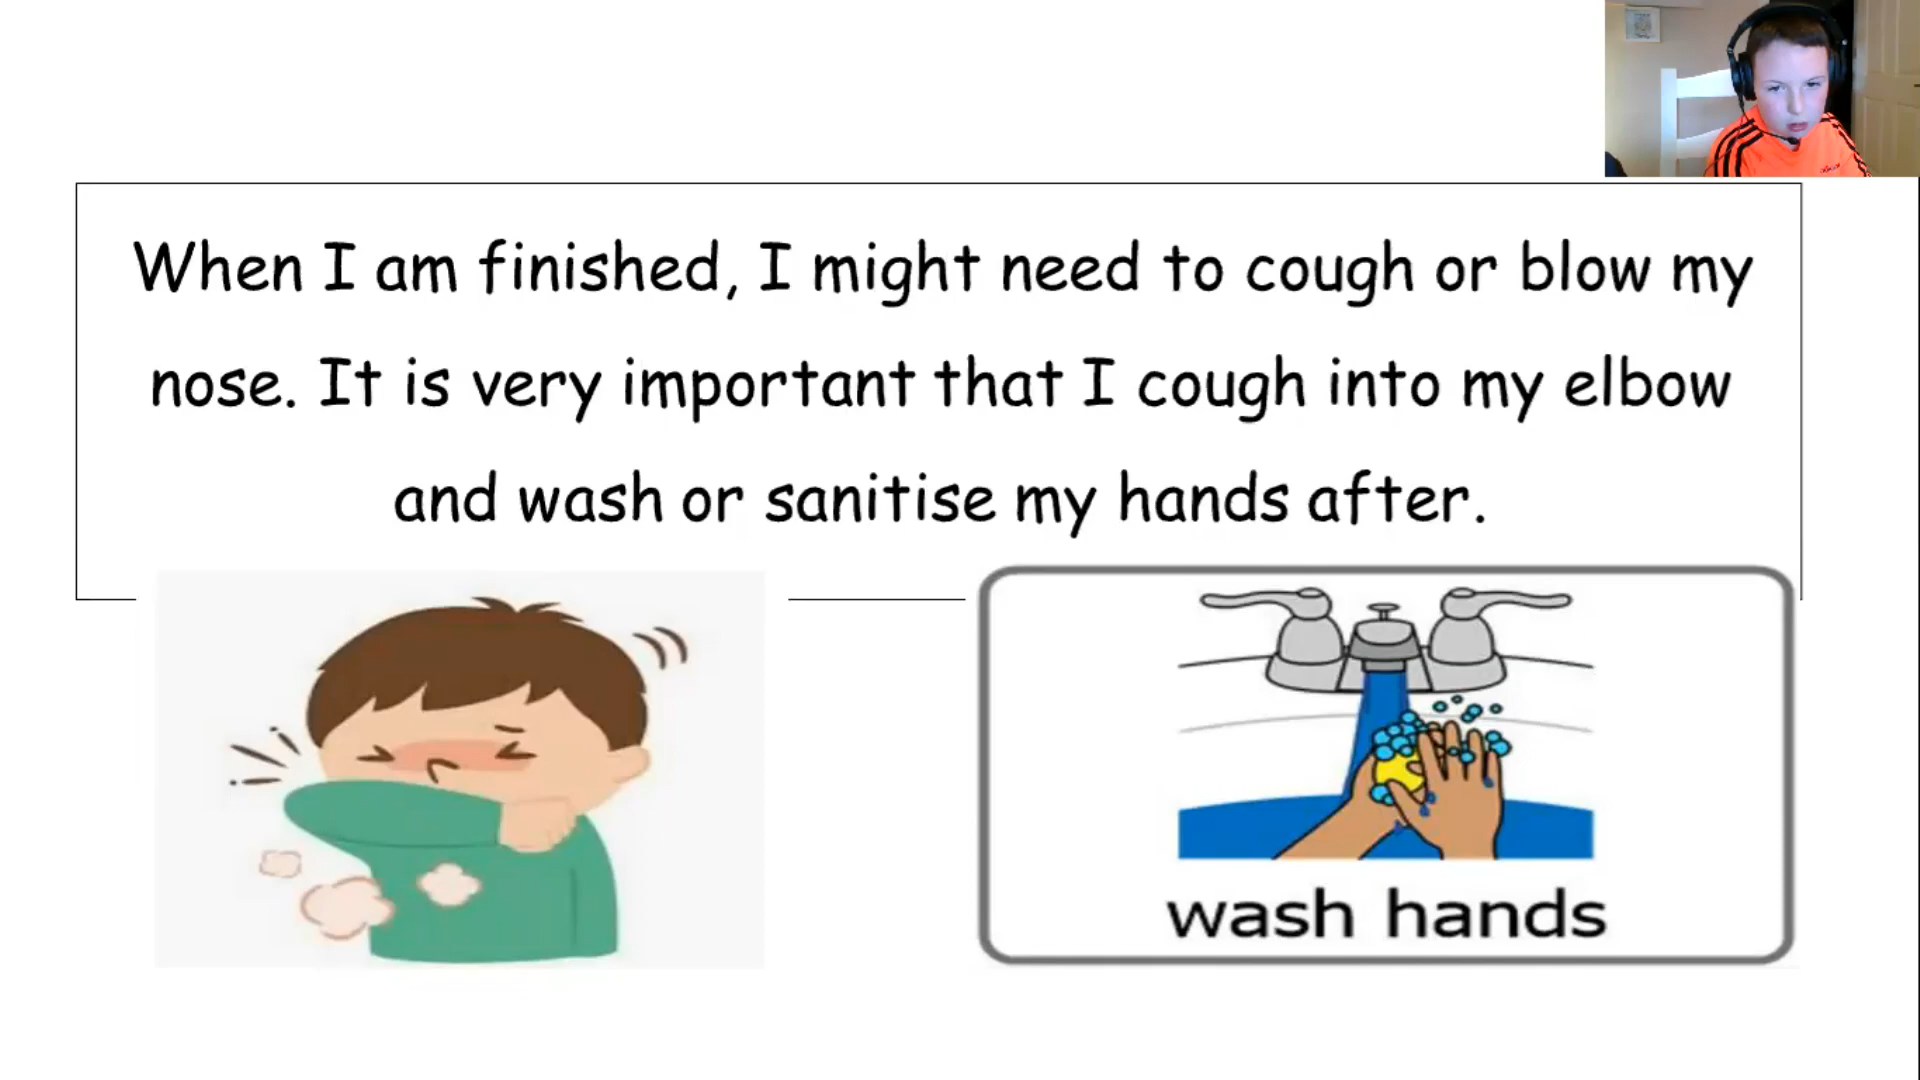 When I am finished, I might need to cough or blow my
nose. It is very important that I cough into my elbow
and wash or sanitise my hands after.
wash hands